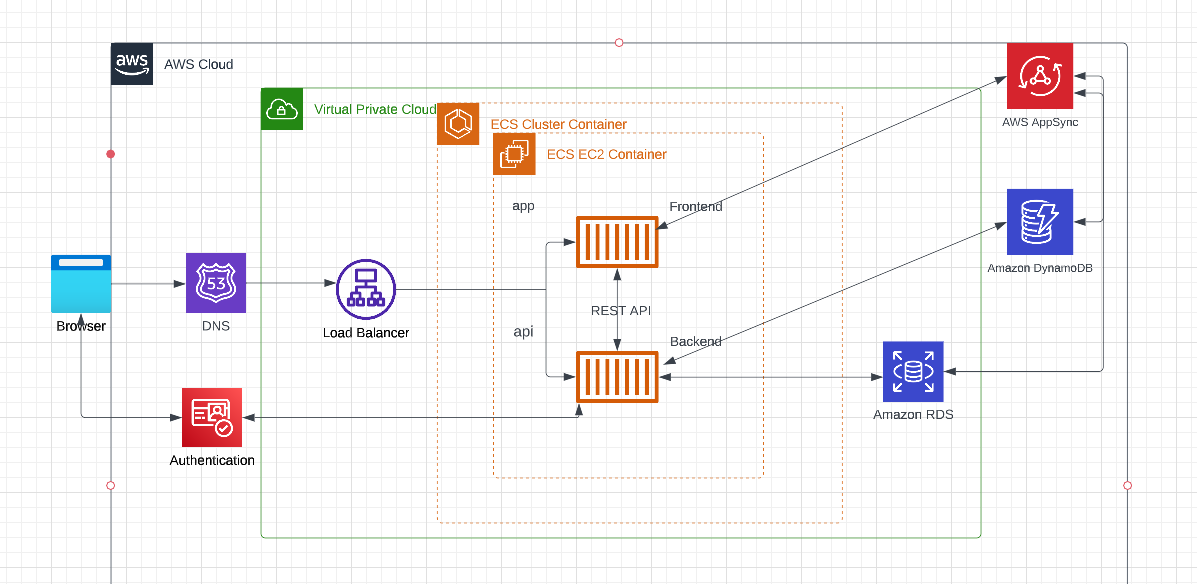 aws
AWS Cloud
Virtual Private Cloud
ECS Cluster Container
ECS EC2 Container
AWS AppSync
app
Frontend
Amazon DynamoDB
53
Browser
DNS
Load Balancer
REST API
api
Backend
Amazon RDS
Authentication